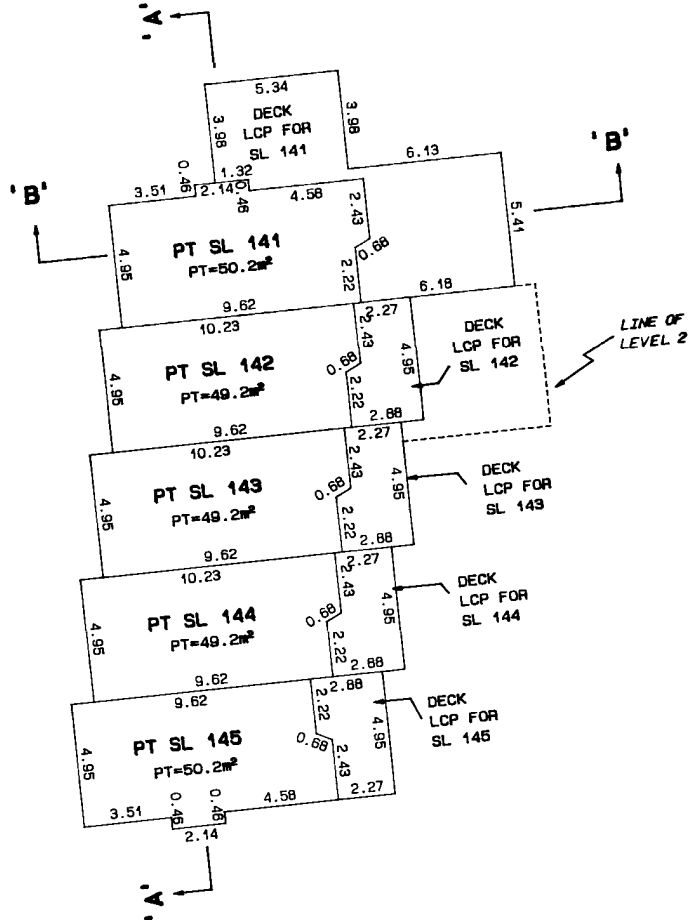 'A'
5.34
DECK
LCP FOR
SL 141
3.98
3.98
6.13
'B'
'B'
0.46
1.32
3.51
2.14
0.46
4.58
2.43
5.41
4.95
PT SL 141
PT=50.2m²
0.68
2.22
9.62
6.18
10.23
2.27
LINE OF
LEVEL 2
2.43
DECK
LCP FOR
SL 142
4.95
PT SL 142
PT=49.2m²
0.68
4.95
2.22
9.62
2.88
10.23
2.27
2.43
DECK
LCP FOR
SL 143
4.95
PT SL 143
PT=49.2m²
0.68
4.95
2.22
9.62
2.88
10.23
2.27
2.43
DECK
LCP FOR
SL 144
4.95
PT SL 144
PT=49.2m²
0.68
4.95
2.22
9.62
2.88
9.62
2.88
2.22
DECK
LCP FOR
SL 145
4.95
PT SL 145
PT=50.2m²
0.68
4.95
2.43
3.51
0.46
0.46
4.58
2.27
2.14
'A'